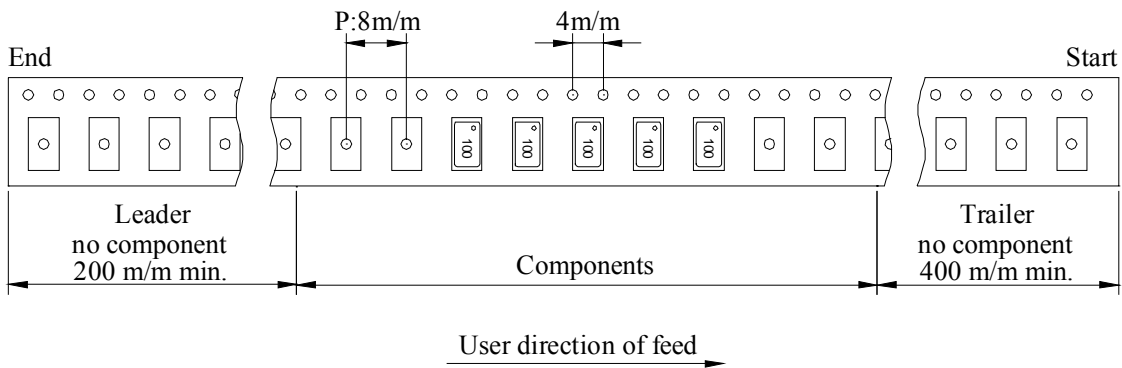 P:8m/m
4m/m
End
Start
100
100
100
100
100
Leader
no component
200 m/m min.
Components
Trailer
no component
400 m/m min.
User direction of feed